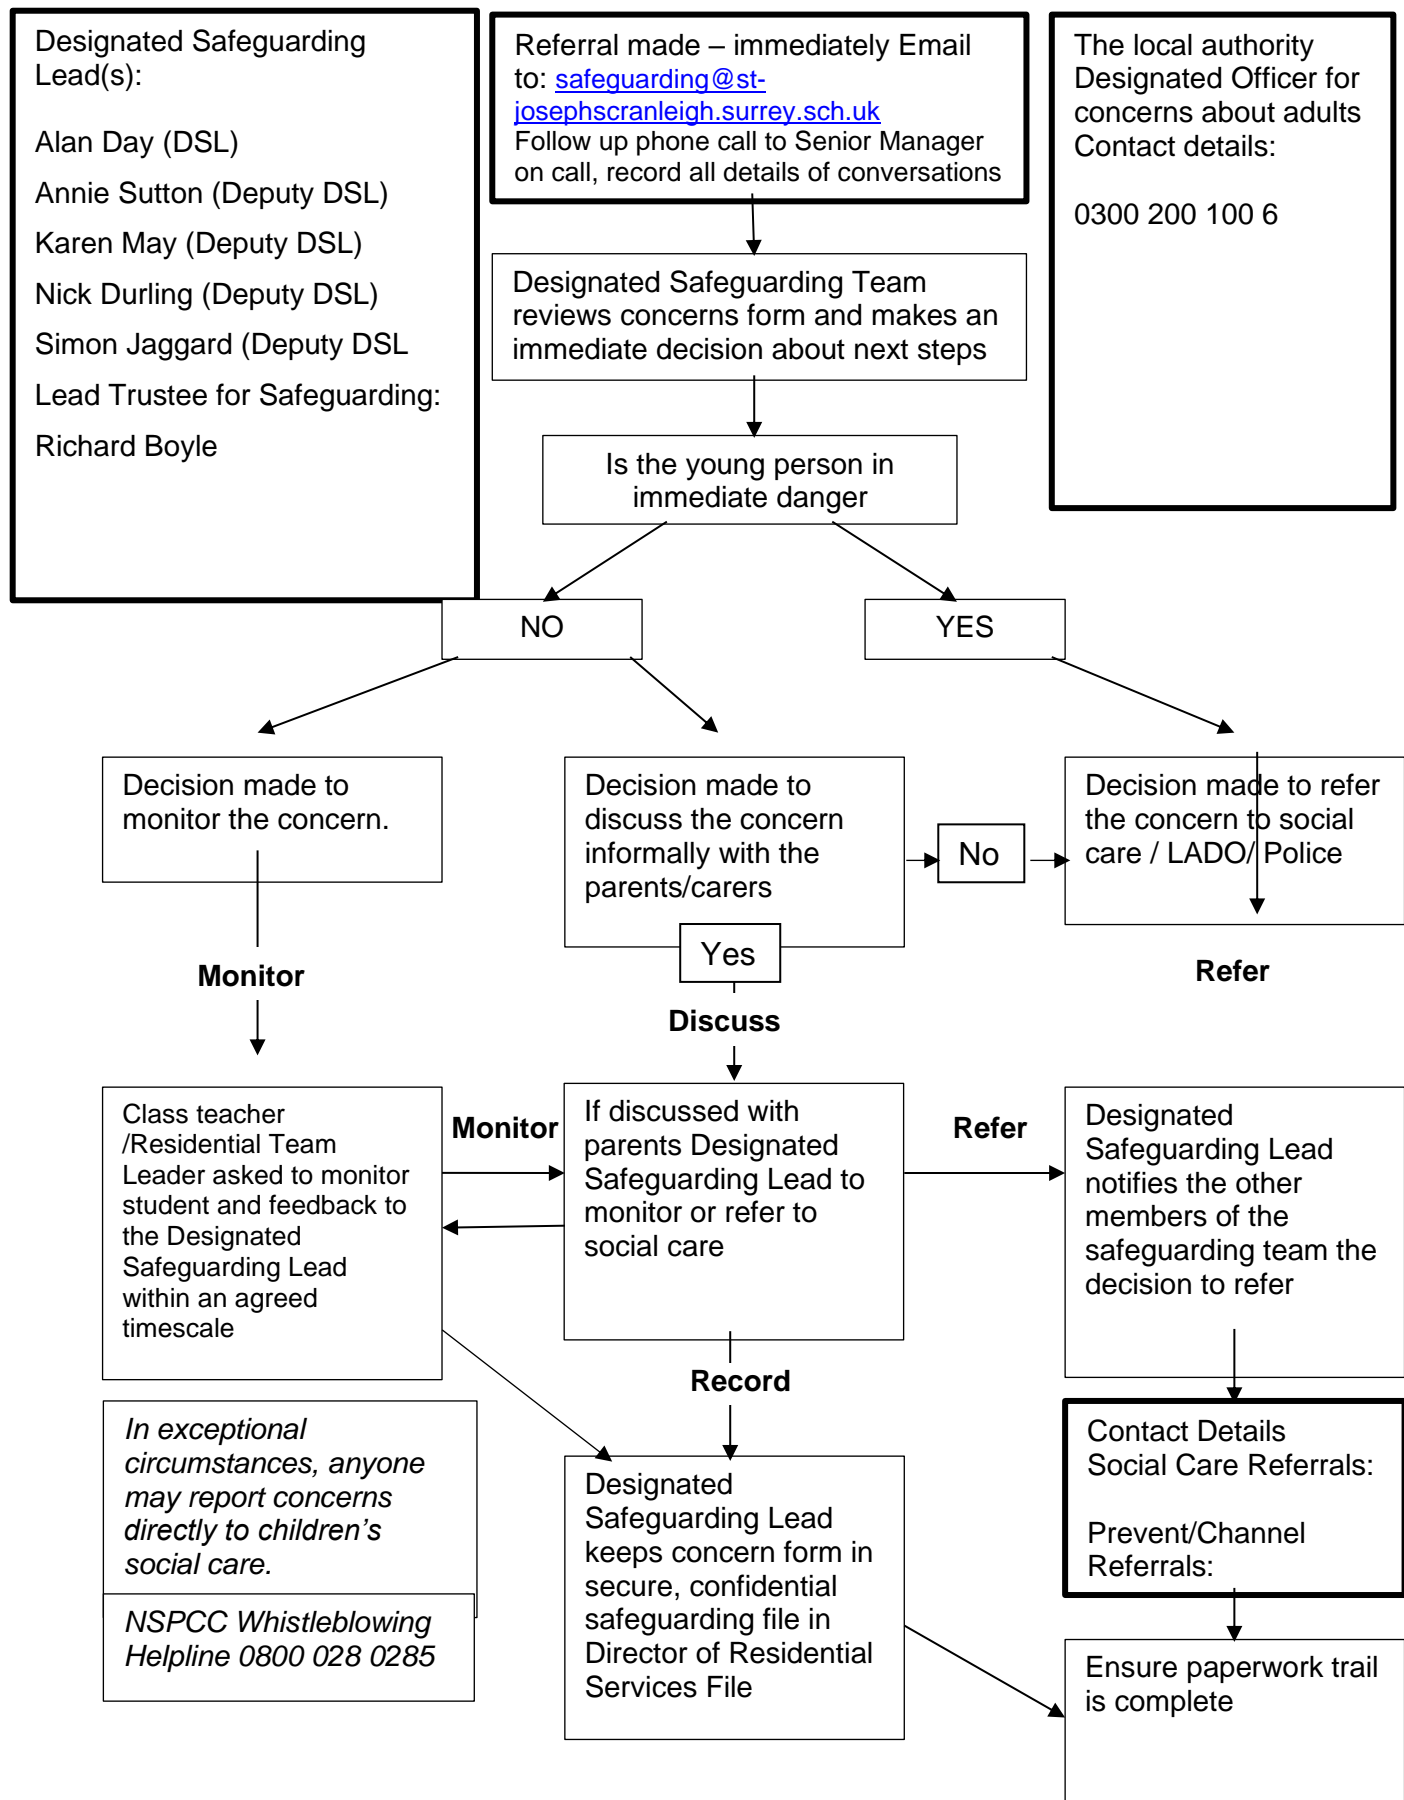 Designated Safeguarding
Lead(s):
Alan Day (DSL)
Annie Sutton (Deputy DSL)
Karen May (Deputy DSL)
Nick Durling (Deputy DSL)
Simon Jaggard (Deputy DSL
Lead Trustee for Safeguarding:
Richard Boyle
Referral made – immediately Email
to: safeguarding@st-
josephscranleigh.surrey.sch.uk
Follow up phone call to Senior Manager
on call, record all details of conversations
The local authority
Designated Officer for
concerns about adults
Contact details:
0300 200 100 6
Designated Safeguarding Team
reviews concerns form and makes an
immediate decision about next steps
Is the young person in
immediate danger
NO
YES
Decision made to
monitor the concern.
Decision made to
discuss the concern
informally with the
parents/carers
No
Decision made to refer
the concern to social
care / LADO/ Police
Yes
Monitor
Discuss
Refer
Class teacher
/Residential Team
Leader asked to monitor
student and feedback to
the Designated
Safeguarding Lead
within an agreed
timescale
Monitor
If discussed with
parents Designated
Safeguarding Lead to
monitor or refer to
social care
Refer
Designated
Safeguarding Lead
notifies the other
members of the
safeguarding team the
decision to refer
Record
In exceptional
circumstances, anyone
may report concerns
directly to children’s
social care.
NSPCC Whistleblowing
Helpline 0800 028 0285
Designated
Safeguarding Lead
keeps concern form in
secure, confidential
safeguarding file in
Director of Residential
Services File
Contact Details
Social Care Referrals:
Prevent/Channel
Referrals:
Ensure paperwork trail
is complete